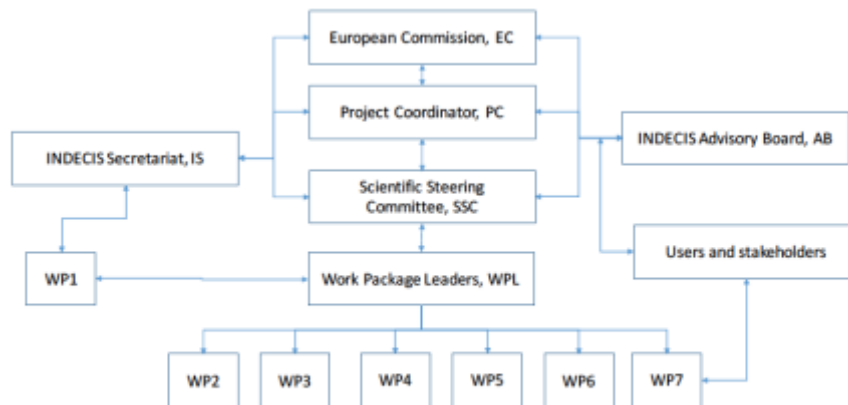 European Commission, EC
Project Coordinator, PC
INDECIS Secretariat, IS
INDECIS Advisory Board, AB
Scientific Steering
Committee, SSC
Users and stakeholders
WP1
Work Package Leaders, WPL
WP2
WP3
WP4
WP5
WP6
WP7